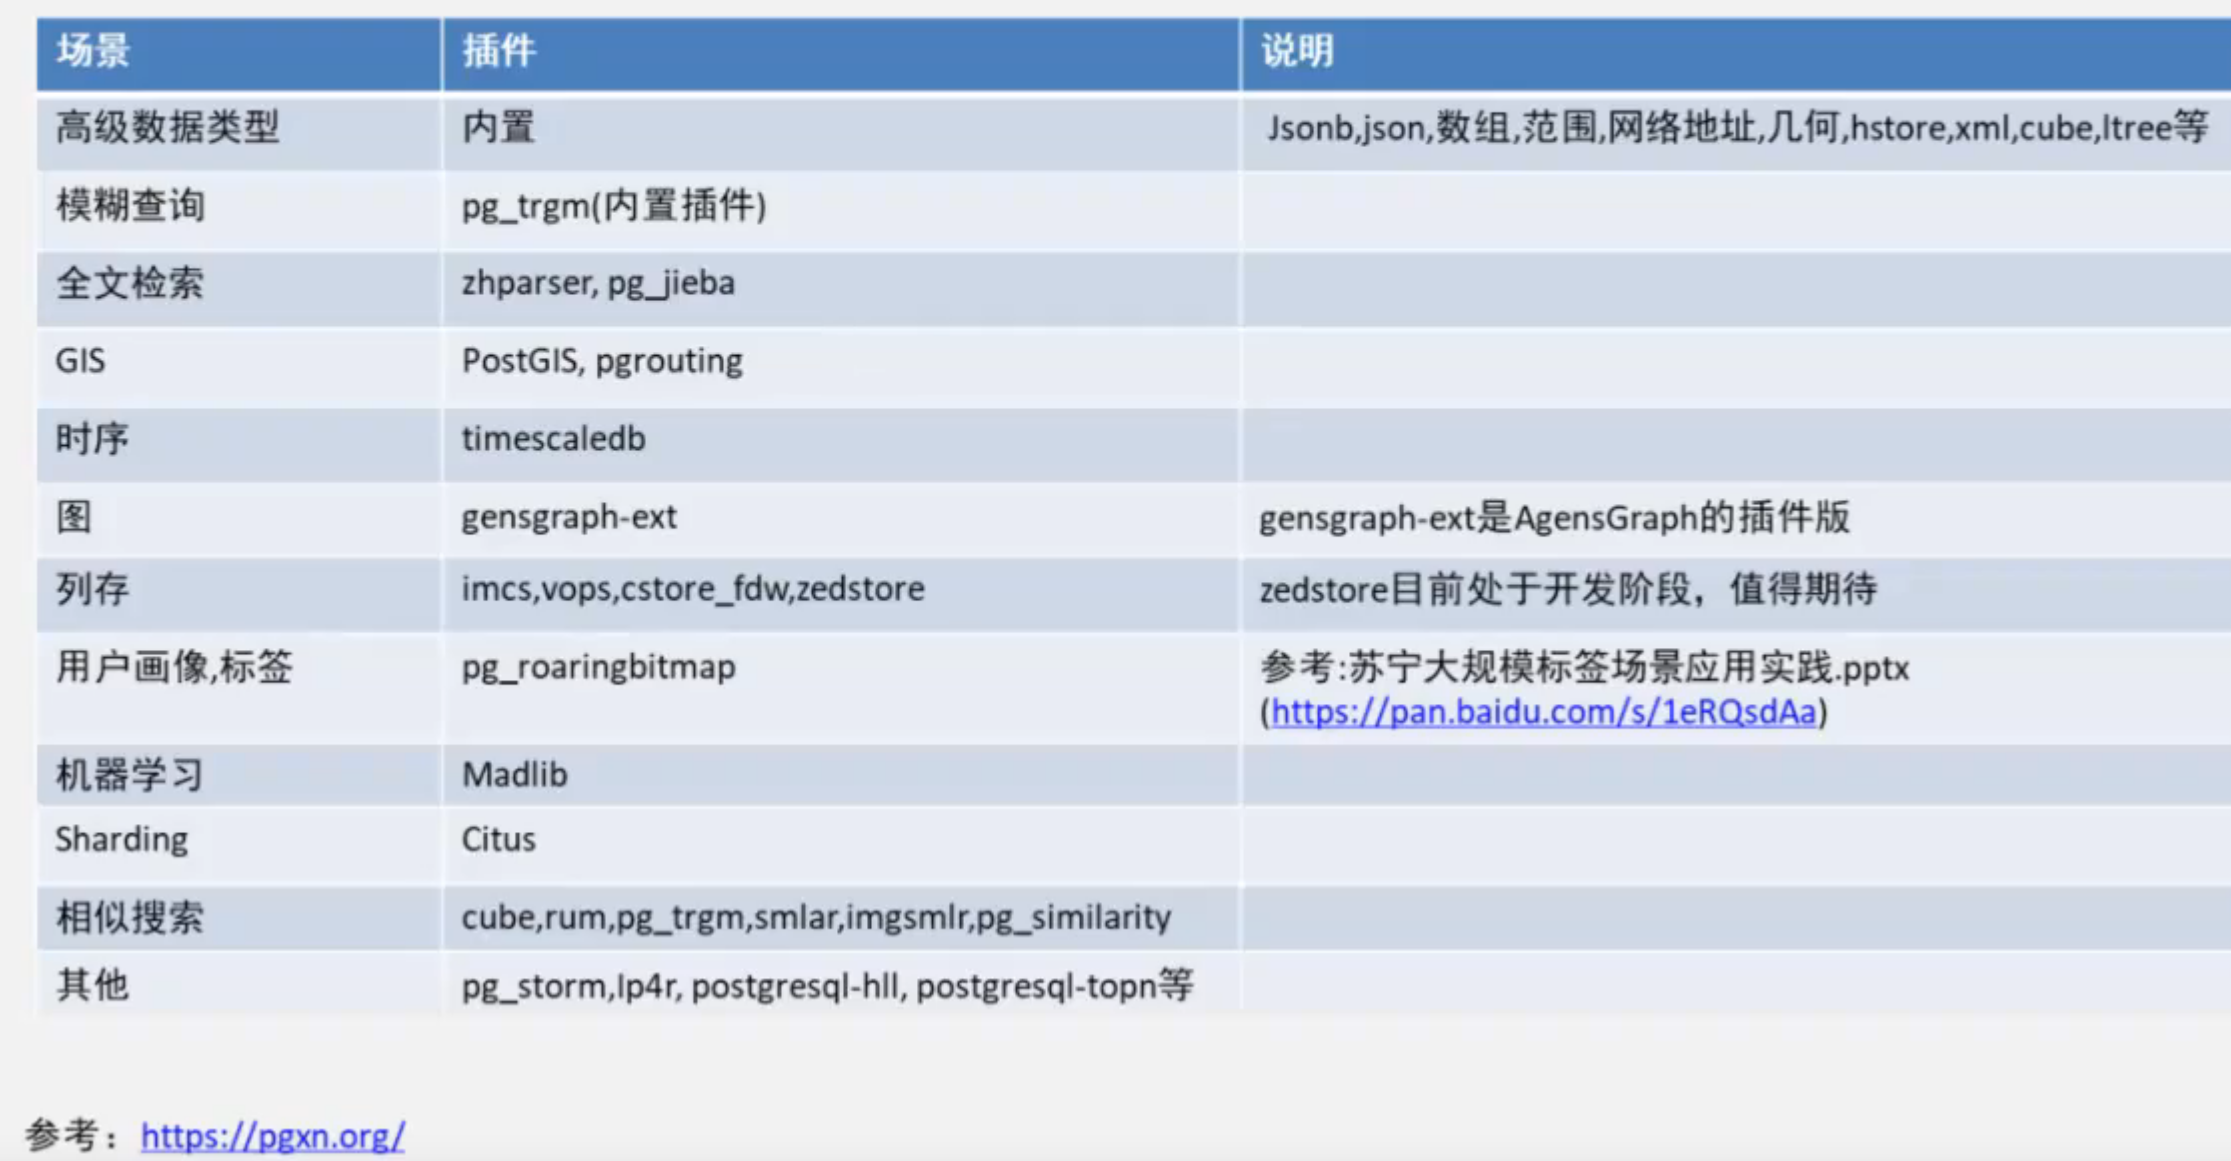 场景 插件 说明
高级数据类型 内置 Jsonb,json,数组,范围,网络地址,几何,hstore,xml,cube,ltree等
模糊查询 pg_trgm(内置插件)
全文检索 zhparser, pg_jieba
GIS PostGIS, pgrouting
时序 timescaledb
图 gensgraph-ext gensgraph-ext是AgensGraph的插件版
列存 imcs,vops,cstore_fdw,zedstore zedstore目前处于开发阶段，值得期待
用户画像,标签 pg_roaringbitmap 参考:苏宁大规模标签场景应用实践.pptx
(https://pan.baidu.com/s/1eRQsdAa)
机器学习 Madlib
Sharding Citus
相似搜索 cube,rum,pg_trgm,smlar,imgsmlr,pg_similarity
其他 pg_storm,Ip4r, postgresql-hll, postgresql-topn等
参考：https://pgxn.org/